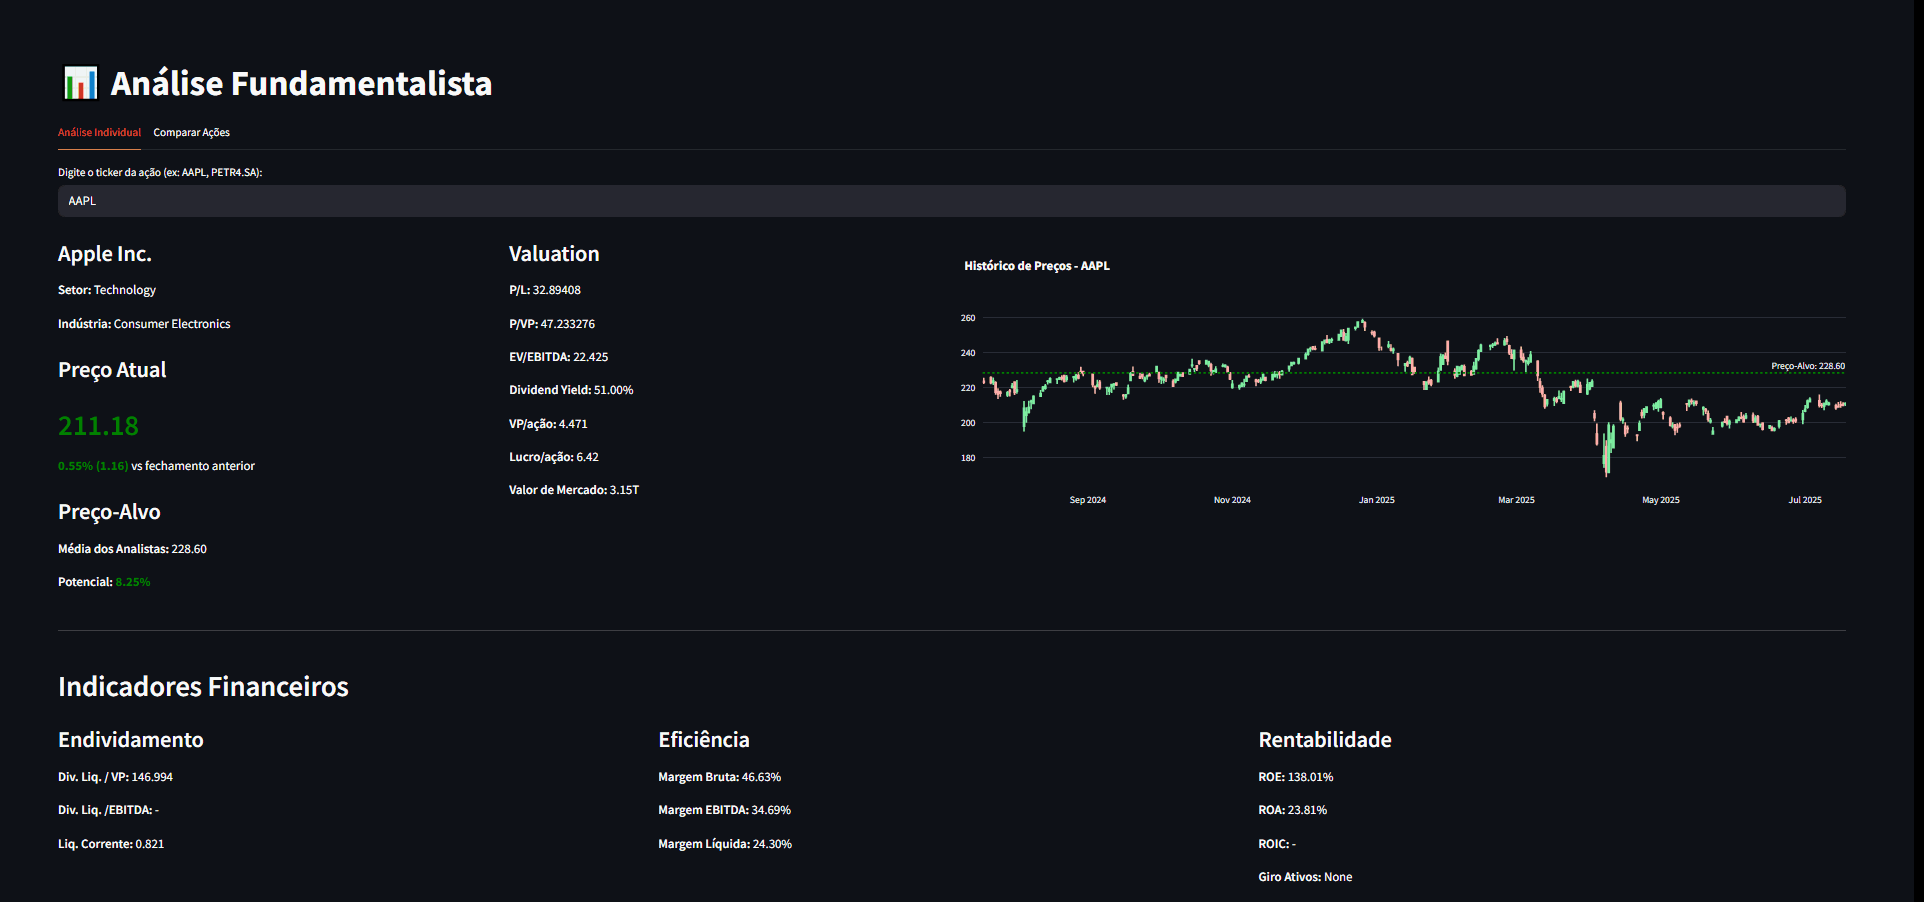 Análise Fundamentalista
Análise Individual Comparar Ações
Digite o ticker da ação (ex: AAPL, PETR4.SA):
AAPL
Apple Inc.
Setor: Technology
Indústria: Consumer Electronics
Preço Atual
211.18
0.55% (1.16) vs fechamento anterior
Preço-Alvo
Média dos Analistas: 228.60
Potencial: 8.25%
Valuation
P/L: 32.89408
P/VP: 47.233276
EV/EBITDA: 22.425
Dividend Yield: 51.00%
VP/ação: 4.471
Lucro/ação: 6.42
Valor de Mercado: 3.15T
Histórico de Preços - AAPL
260
240
220
200
180
Preço-Alvo: 228.60
Sep 2024 Nov 2024 Jan 2025 Mar 2025 May 2025 Jul 2025
Indicadores Financeiros
Endividamento
Div. Liq. / VP: 146.994
Div. Liq. /EBITDA: -
Liq. Corrente: 0.821
Eficiência
Margem Bruta: 46.63%
Margem EBITDA: 34.69%
Margem Líquida: 24.30%
Rentabilidade
ROE: 138.01%
ROA: 23.81%
ROIC: -
Giro Ativos: None